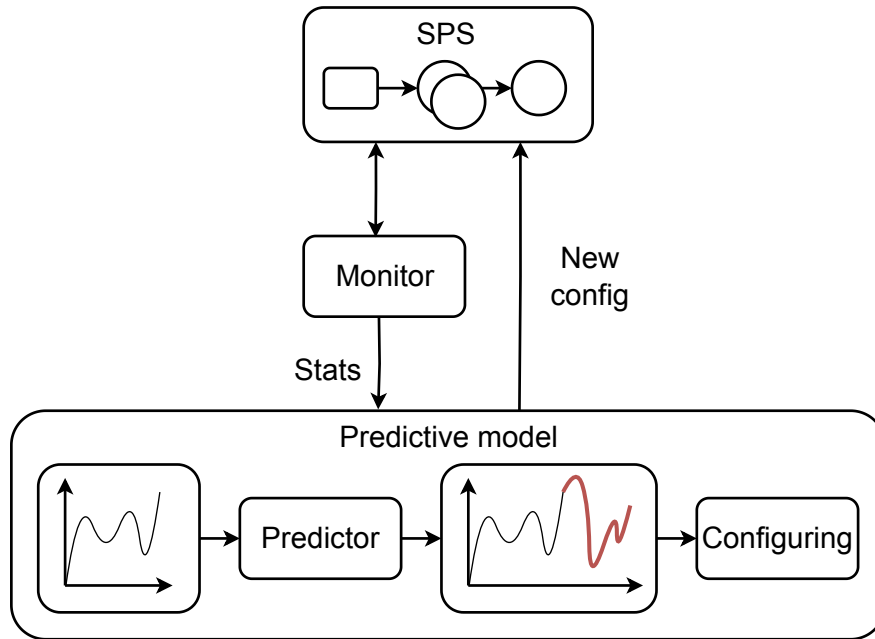 SPS
Monitor
New
config
Stats
Predictive model
Predictor
Configuring